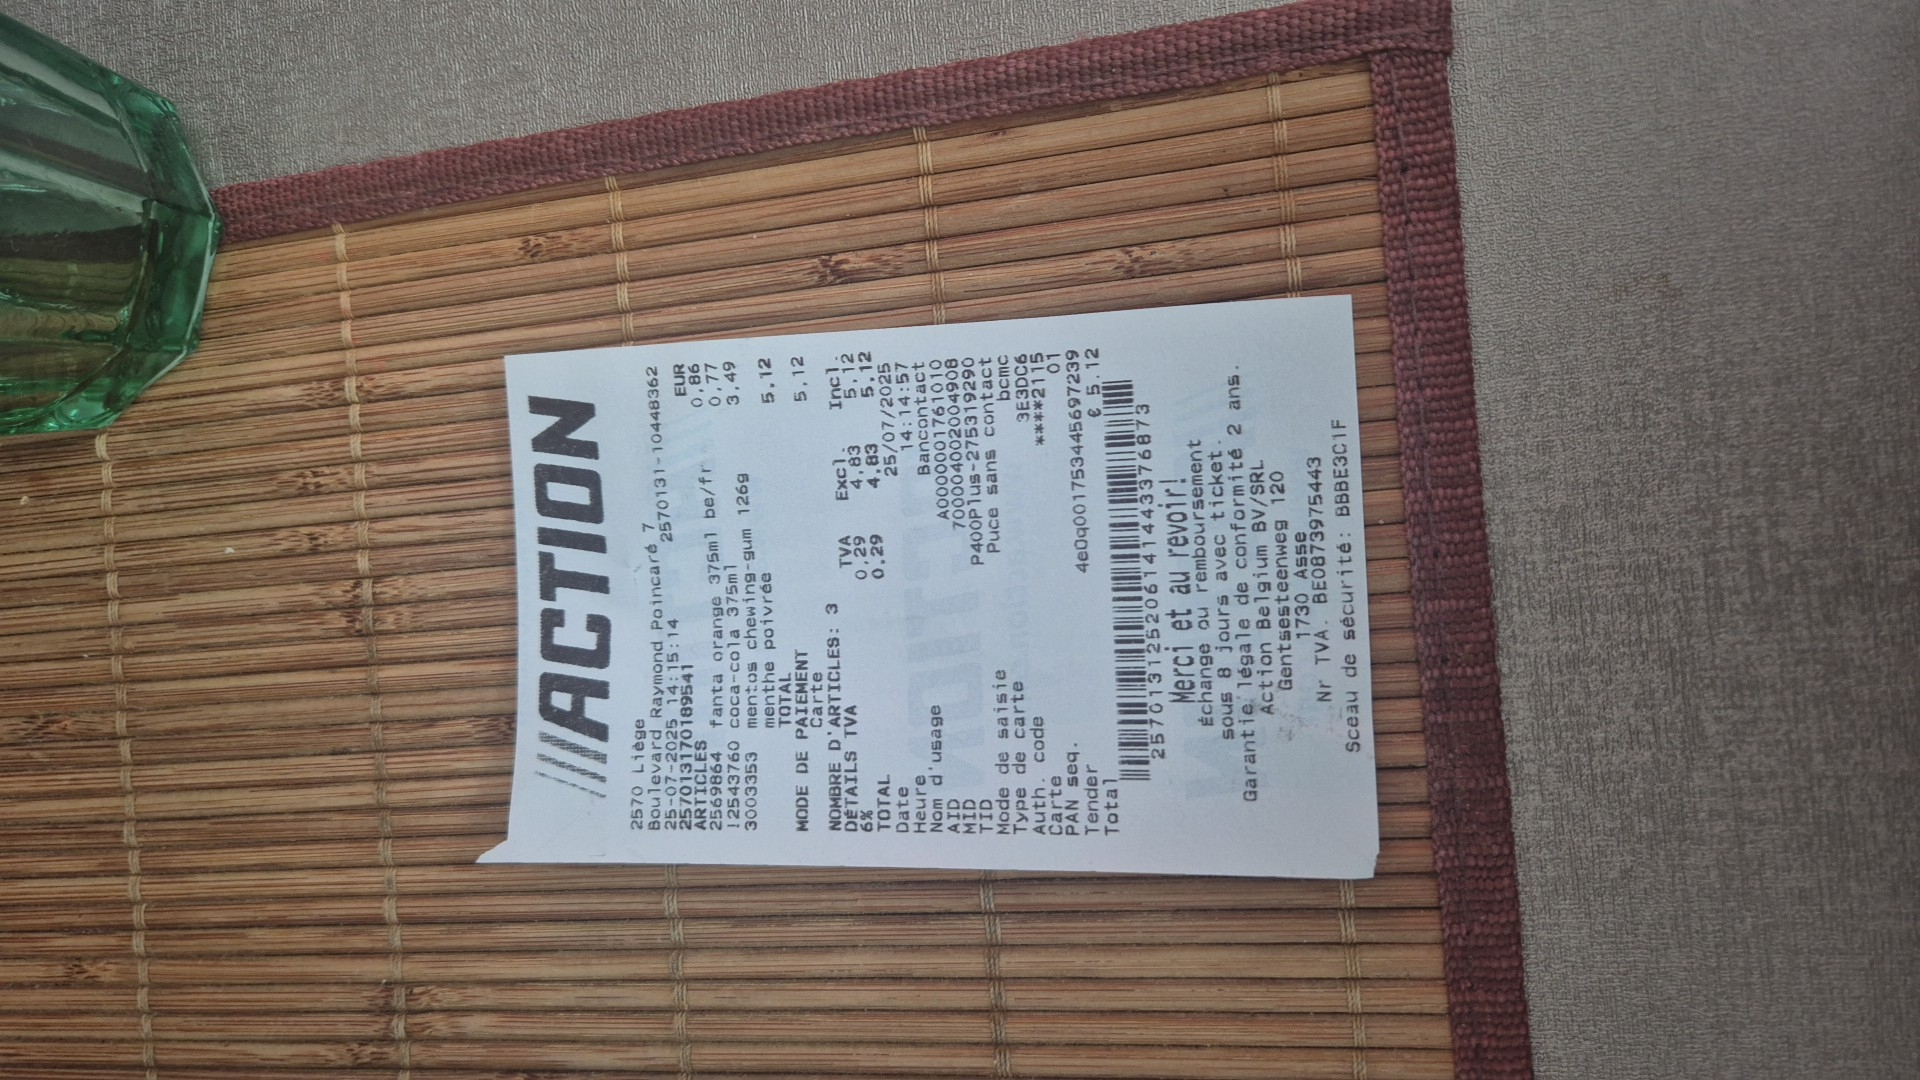 ACTION
2570 Liège
Boulevard Raymond Poincaré 7
25-07-2025 14:15:14 2570131-10448362
257013170189541
ARTICLES EUR
2569864 fanta orange 375ml be/fr 0,86
!2543760 coca-cola 375ml 0,77
3003353 mentos chewing-gum 126g 3,49
menthe poivrée
TOTAL 5,12
MODE DE PAIEMENT
Carte 5,12
NOMBRE D'ARTICLES: 3
DÉTAILS TVA TVA Excl. Incl.
6% 0,29 4,83 5,12
TOTAL 0,29 4,83 5,12
Date 25/07/2025
Heure 14:14:57
Nom d'usage Bancontact
AID A0000001761010
MID 700004002004908
TID P400Plus-275319290
Mode de saisie Puce sans contact
Type de carte bcmc
Auth. code 3E3DC6
Carte ****2115
PAN seq. 01
Tender 4e0q001753445697239
Total € 5.12
257013125206141443376873
Merci et au revoir!
Échange ou remboursement
sous 8 jours avec ticket.
Garantie légale de conformité 2 ans.
Action Belgium BV/SRL
Gentsesteenweg 120
1730 Asse
Nr TVA. BE0873975443
Sceau de sécurité: BBBE3C1F